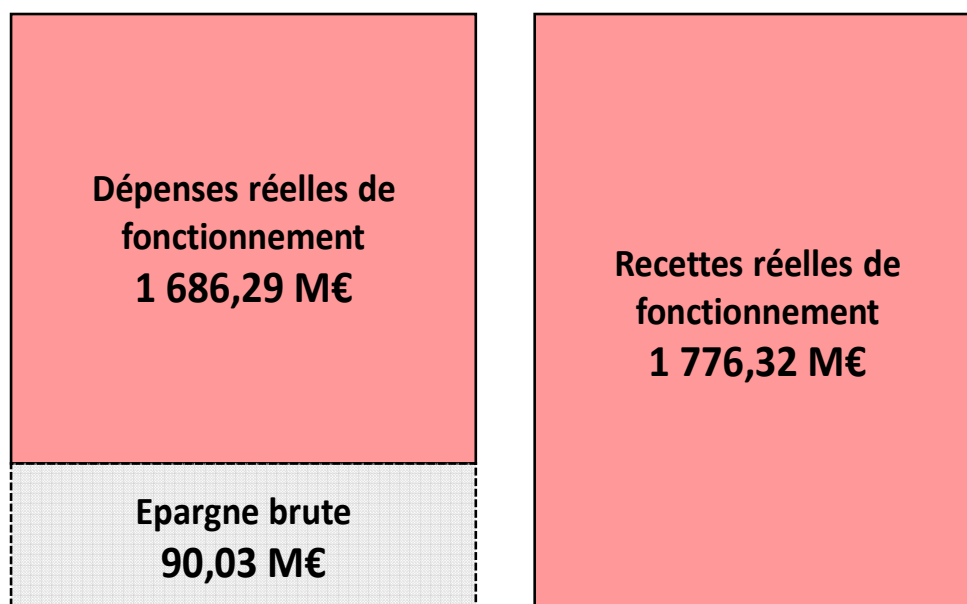 Dépenses réelles de
fonctionnement
1 686,29 M€
Epargne brute
90,03 M€
Recettes réelles de
fonctionnement
1 776,32 M€